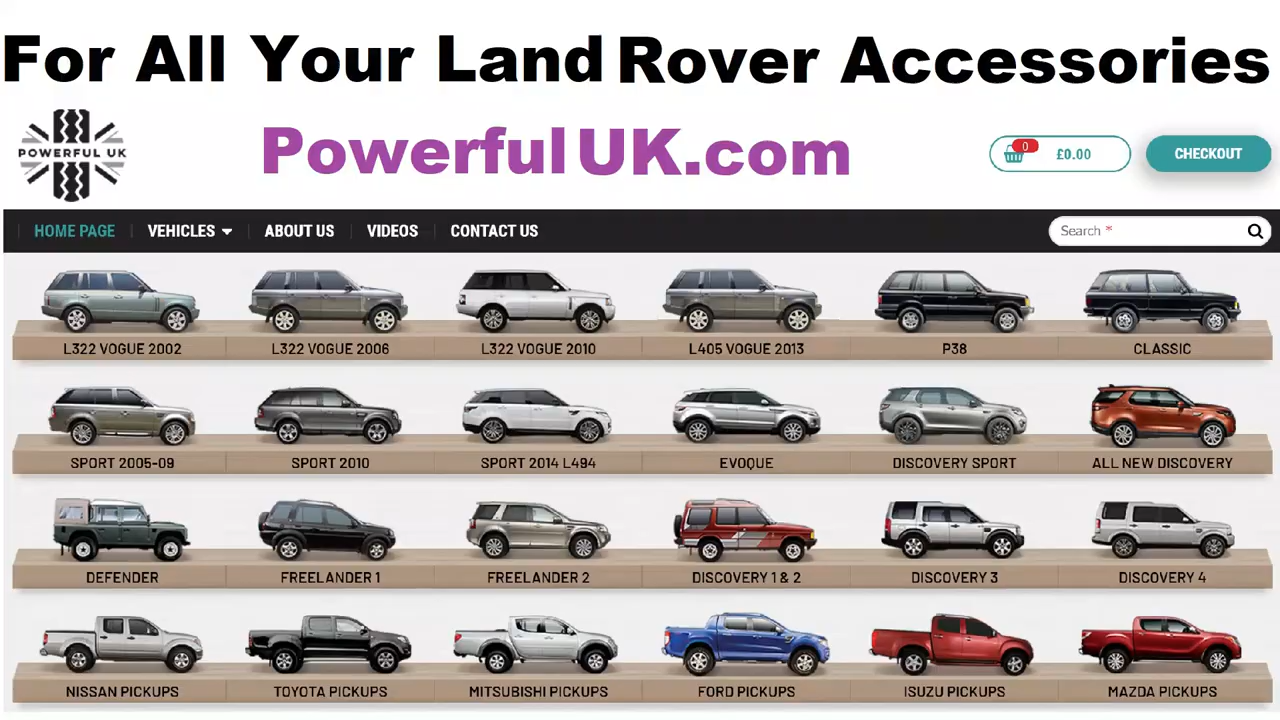 For All Your Land Rover Accessories
POWERFUL UK
PowerfulUK.com
0
£0.00
CHECKOUT
HOME PAGE
VEHICLES
ABOUT US
VIDEOS
CONTACT US
Search *
L322 VOGUE 2002
L322 VOGUE 2006
L322 VOGUE 2010
L405 VOGUE 2013
P38
CLASSIC
SPORT 2005-09
SPORT 2010
SPORT 2014 L494
EVOQUE
DISCOVERY SPORT
ALL NEW DISCOVERY
DEFENDER
FREELANDER 1
FREELANDER 2
DISCOVERY 1 & 2
DISCOVERY 3
DISCOVERY 4
NISSAN PICKUPS
TOYOTA PICKUPS
MITSUBISHI PICKUPS
FORD PICKUPS
ISUZU PICKUPS
MAZDA PICKUPS